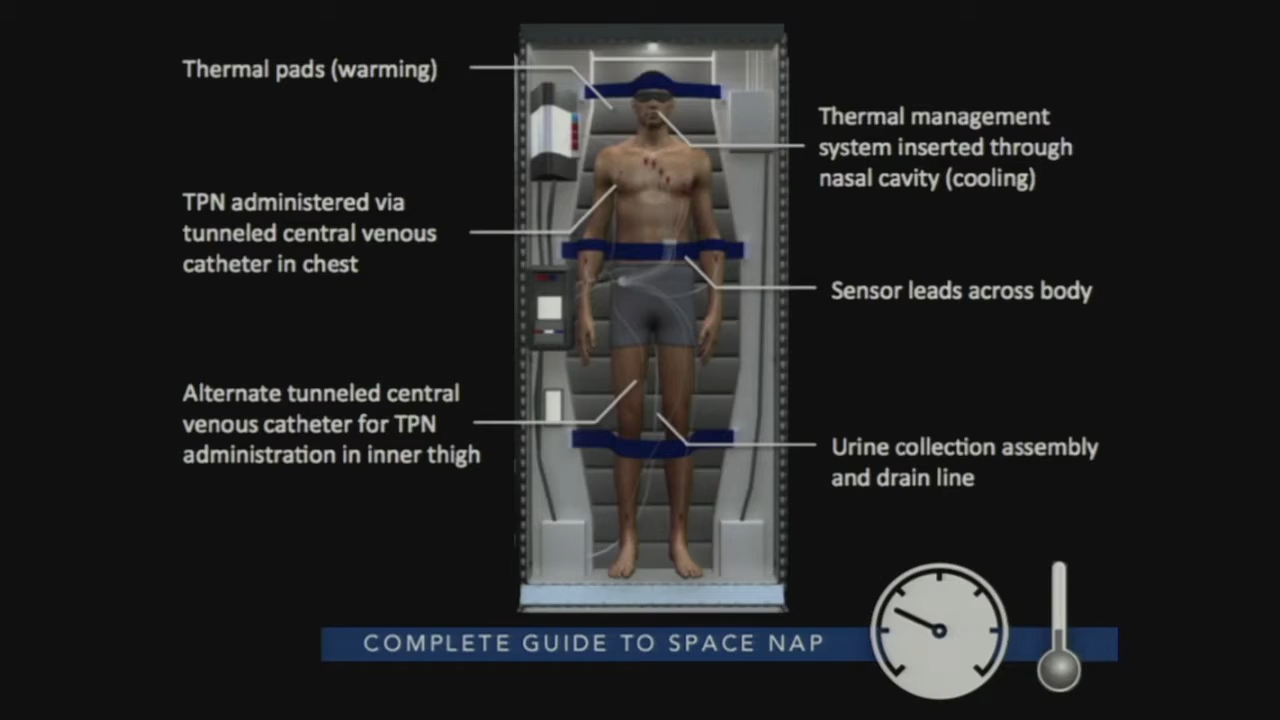 Thermal pads (warming)
Thermal management
system inserted through
nasal cavity (cooling)
TPN administered via
tunneled central venous
catheter in chest
Sensor leads across body
Alternate tunneled central
venous catheter for TPN
administration in inner thigh
Urine collection assembly
and drain line
COMPLETE GUIDE TO SPACE NAP